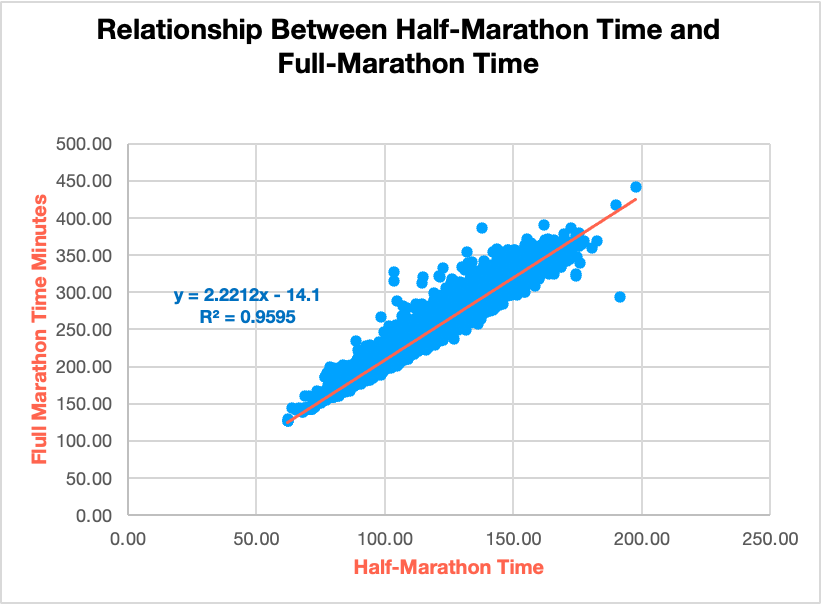 Relationship Between Half-Marathon Time and
Full-Marathon Time
500.00
450.00
400.00
350.00
300.00
250.00
200.00
150.00
100.00
50.00
0.00
Flull Marathon Time Minutes
y = 2.2212x - 14.1
R² = 0.9595
0.00 50.00 100.00 150.00 200.00 250.00
Half-Marathon Time